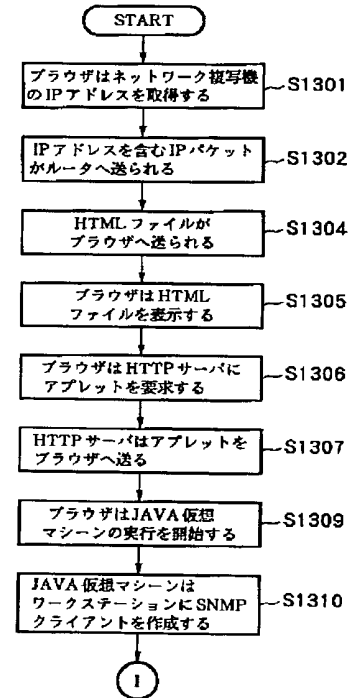 START
ブラウザはネットワーク複写機
のIPアドレスを取得する
S1301
IPアドレスを含むIPパケット
がルータへ送られる
S1302
HTMLファイルが
ブラウザへ送られる
S1304
ブラウザはHTML
ファイルを表示する
S1305
ブラウザはHTTPサーバに
アプレットを要求する
S1306
HTTPサーバはアプレットを
ブラウザへ送る
S1307
ブラウザはJAVA仮想
マシーンの実行を開始する
S1309
JAVA仮想マシーンは
ワークステーションにSNMP
クライアントを作成する
S1310
I